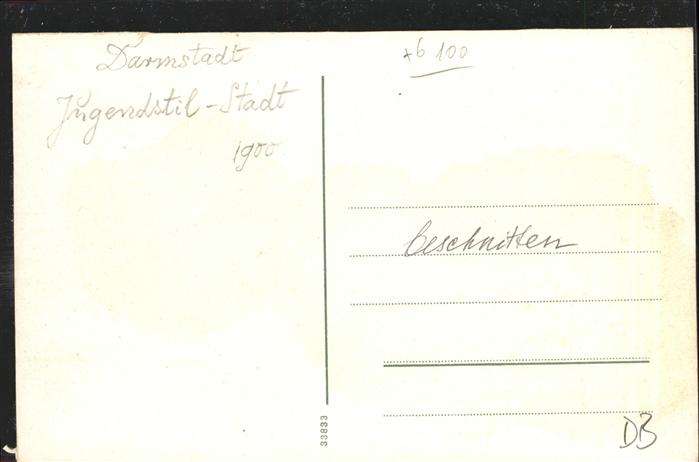 Darmstadt
Jugendstil-Stadt
1900
+6 100
beschnitten
33833
DB